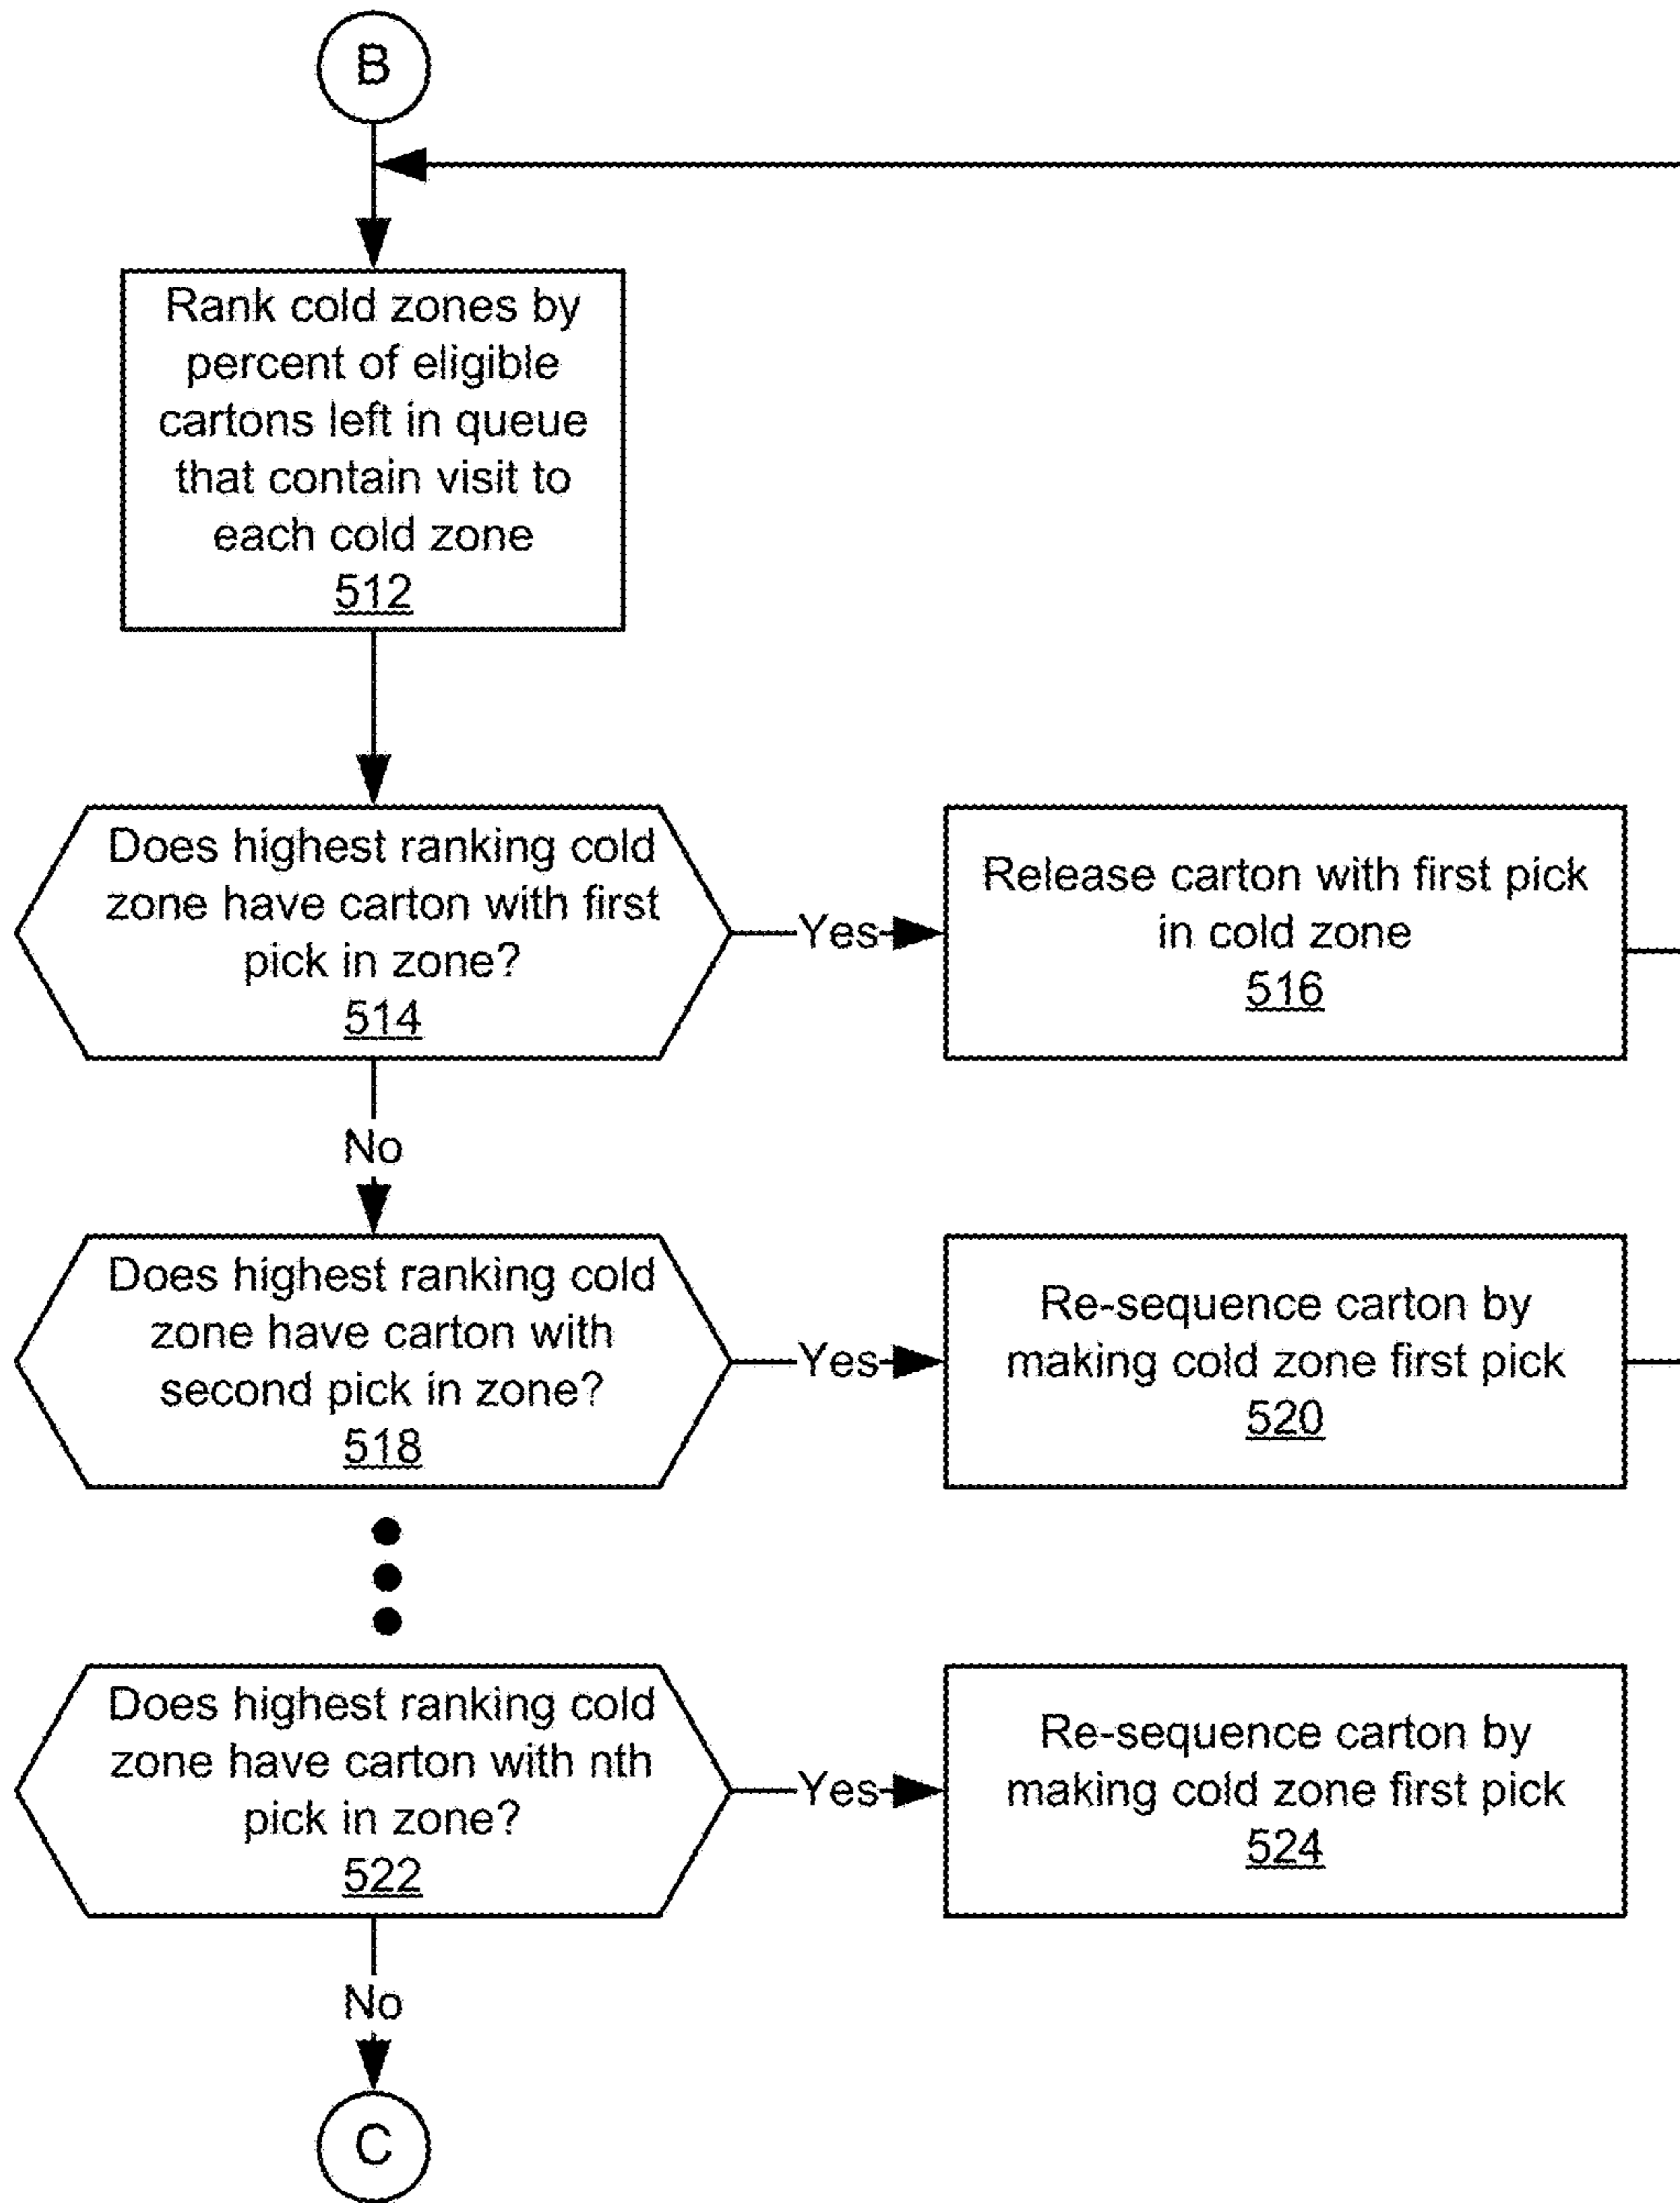 B
Rank cold zones by
percent of eligible
cartons left in queue
that contain visit to
each cold zone
512
Does highest ranking cold
zone have carton with first
pick in zone?
514
Yes
Release carton with first pick
in cold zone
516
No
Does highest ranking cold
zone have carton with
second pick in zone?
518
Yes
Re-sequence carton by
making cold zone first pick
520
Does highest ranking cold
zone have carton with nth
pick in zone?
522
Yes
Re-sequence carton by
making cold zone first pick
524
No
C